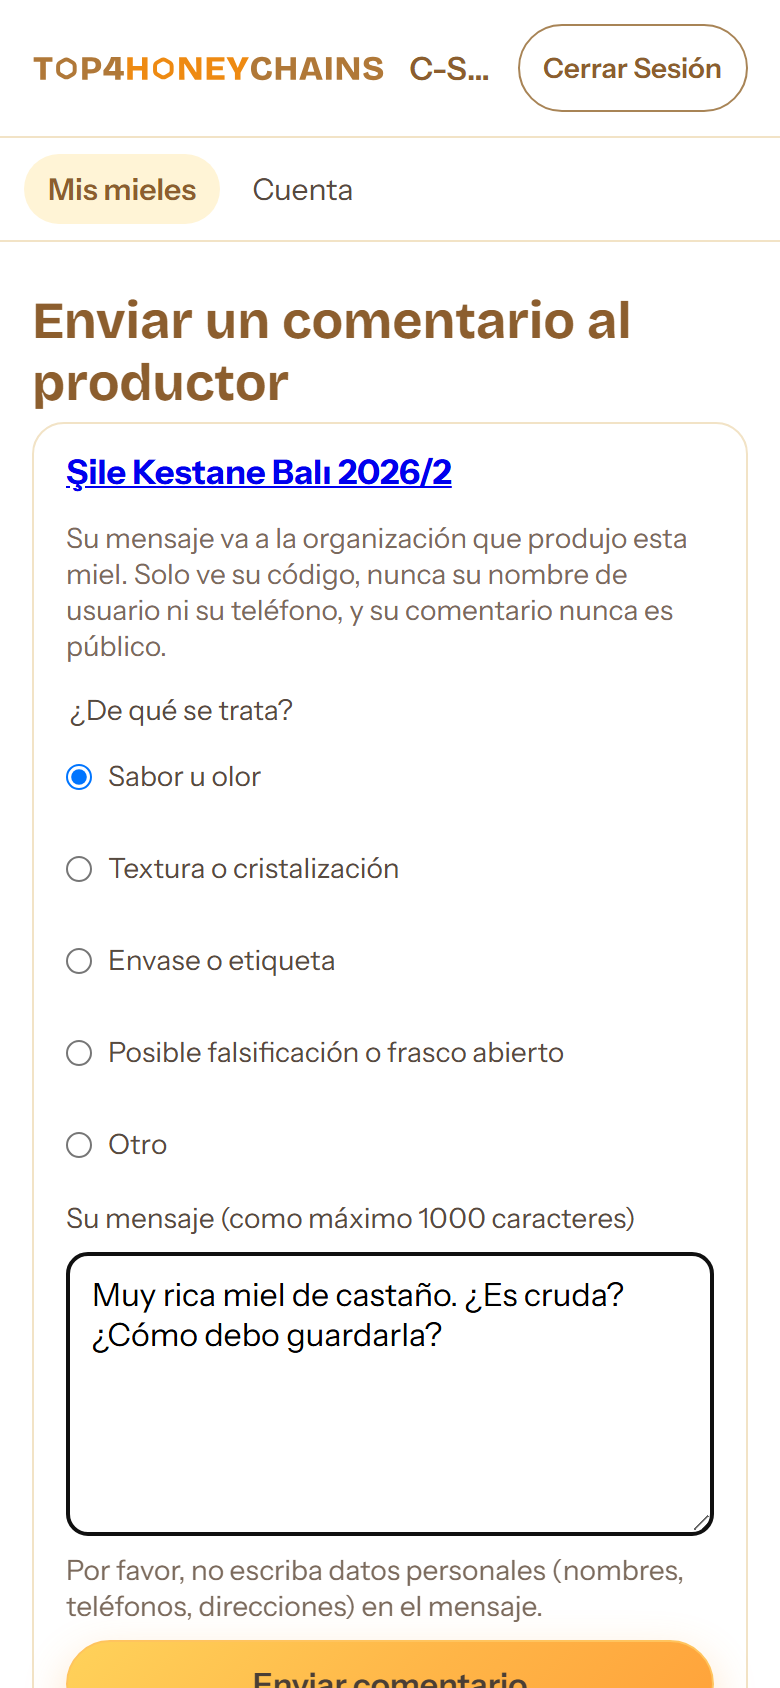 TOP4HONEYCHAINS C-S... Cerrar Sesión
Mis mieles Cuenta
Enviar un comentario al
productor
Şile Kestane Balı 2026/2
Su mensaje va a la organización que produjo esta
miel. Solo ve su código, nunca su nombre de
usuario ni su teléfono, y su comentario nunca es
público.
¿De qué se trata?
Sabor u olor
Textura o cristalización
Envase o etiqueta
Posible falsificación o frasco abierto
Otro
Su mensaje (como máximo 1000 caracteres)
Muy rica miel de castaño. ¿Es cruda?
¿Cómo debo guardarla?
Por favor, no escriba datos personales (nombres,
teléfonos, direcciones) en el mensaje.
Enviar comentario